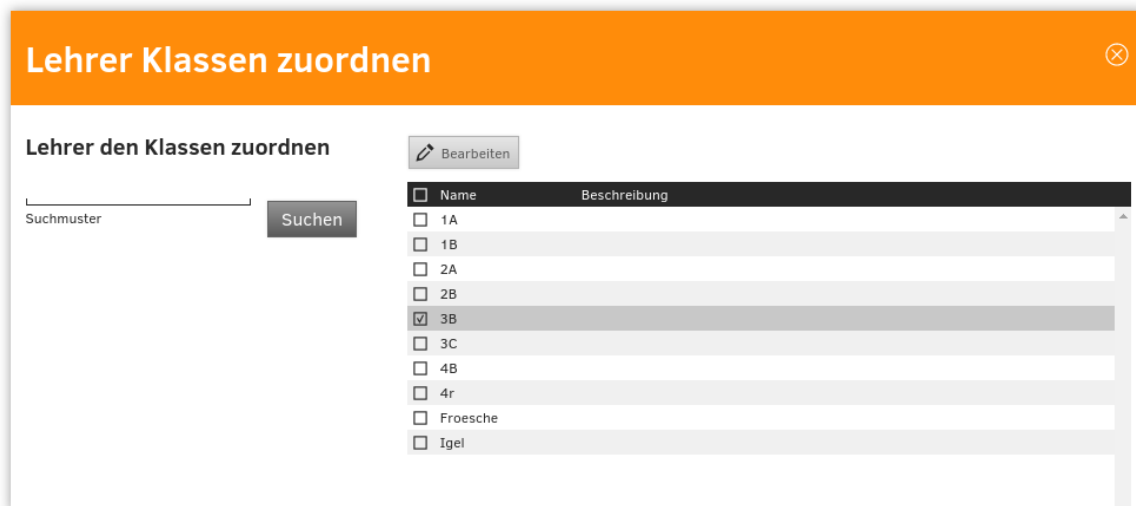 Lehrer Klassen zuordnen
Lehrer den Klassen zuordnen
Suchmuster
Suchen
Bearbeiten
Name Beschreibung
1A
1B
2A
2B
3B
3C
4B
4r
Froesche
Igel